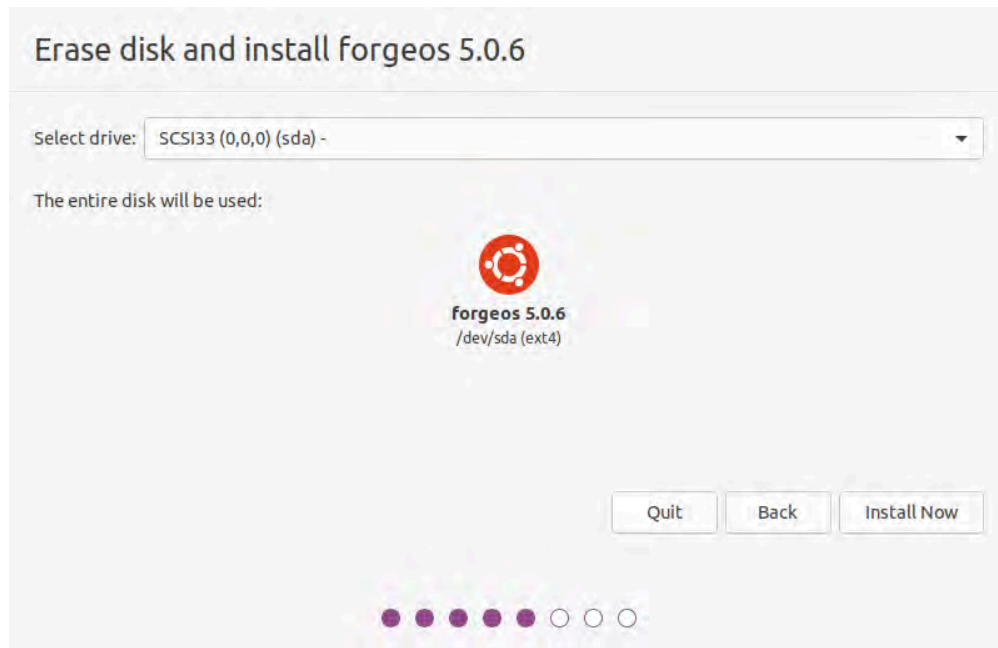 Erase disk and install forgeos 5.0.6
Select drive: SCSI33 (0,0,0) (sda) -
The entire disk will be used:
forgeos 5.0.6
/dev/sda (ext4)
Quit Back Install Now